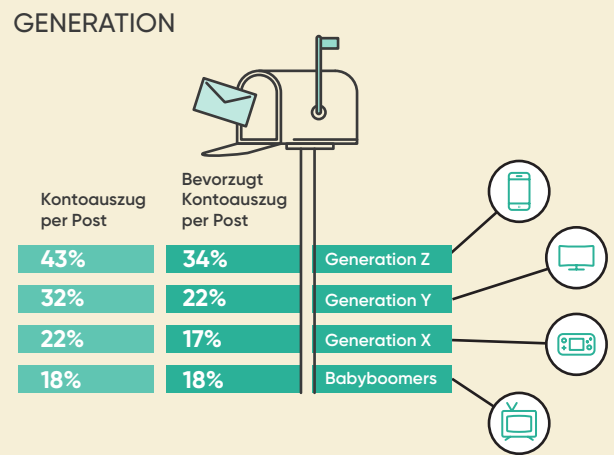 GENERATION
Kontoauszug
per Post
Bevorzugt
Kontoauszug
per Post
43% 34% Generation Z
32% 22% Generation Y
22% 17% Generation X
18% 18% Babyboomers